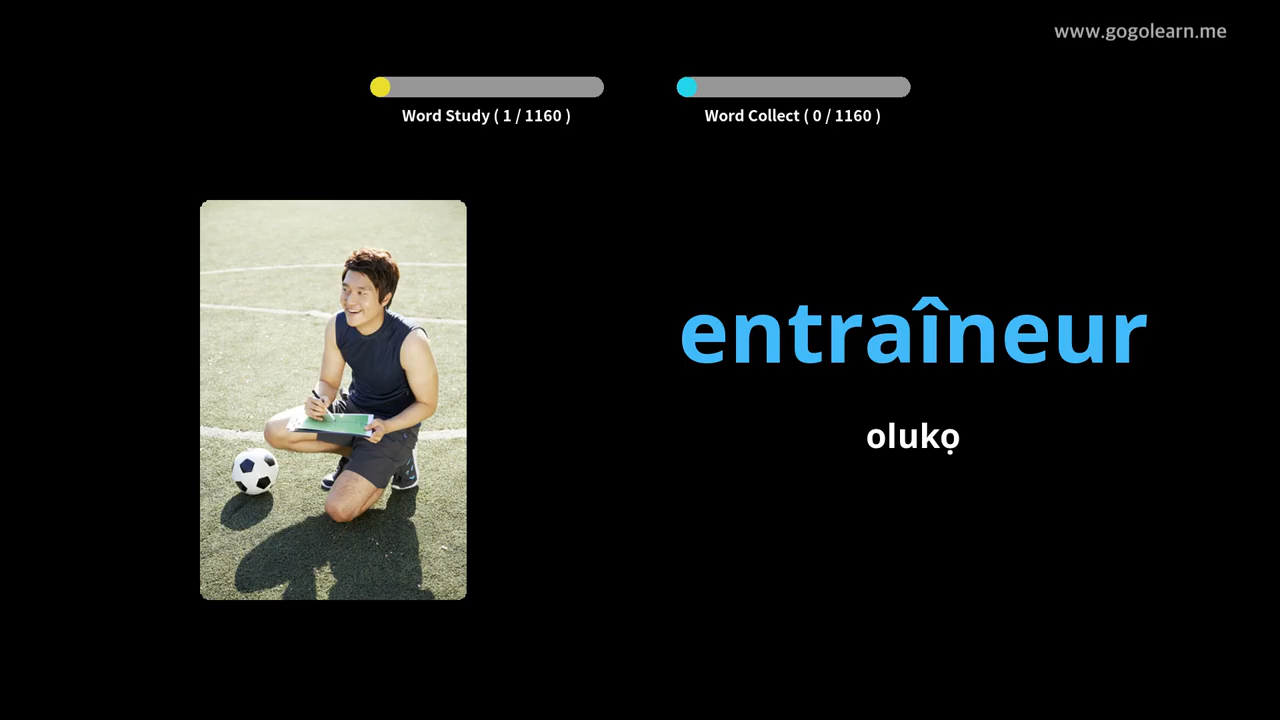 www.gogolearn.me
Word Study ( 1 / 1160 )
Word Collect ( 0 / 1160 )
entraîneur
olukọ